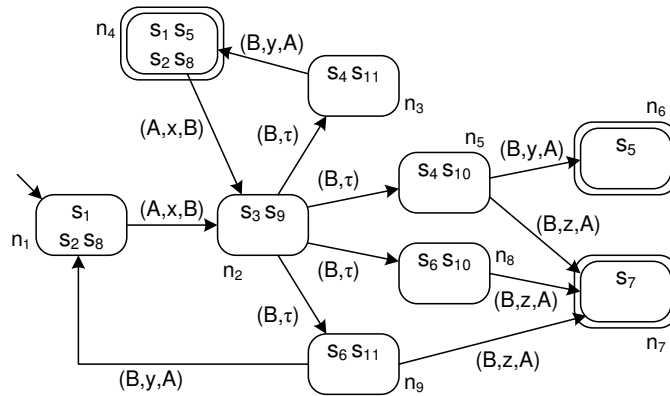 n4
s1 s5
s2 s8
(B,y,A)
s4 s11
n3
n6
s5
(A,x,B)
(B,τ)
n5
(B,y,A)
s4 s10
(B,τ)
s1
s2 s8
n1
(A,x,B)
s3 s9
n2
(B,z,A)
(B,τ)
s6 s10
n8
(B,z,A)
s7
n7
(B,τ)
s6 s11
n9
(B,y,A)
(B,z,A)